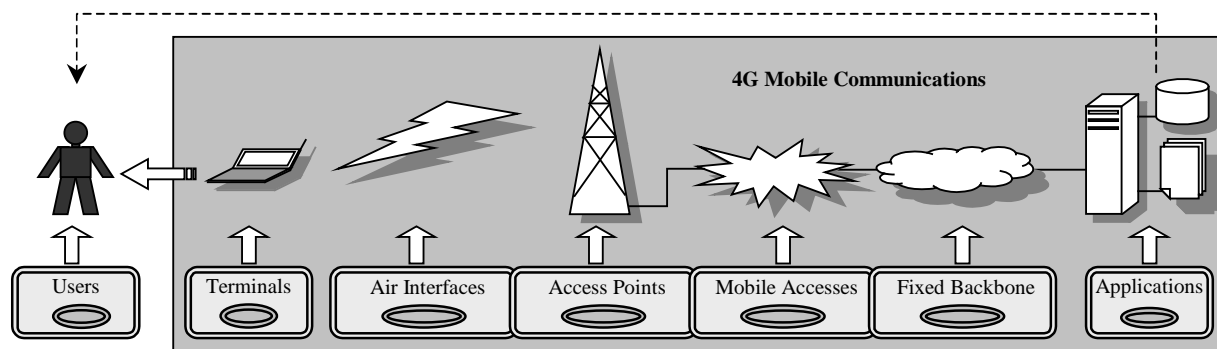 4G Mobile Communications
Users
Terminals
Air Interfaces
Access Points
Mobile Accesses
Fixed Backbone
Applications